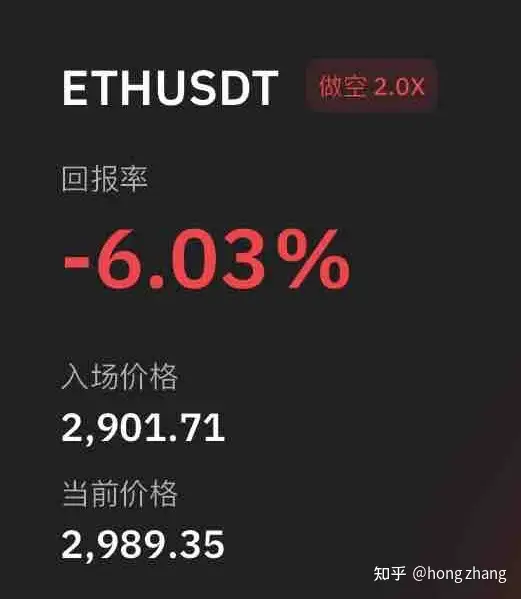 ETHUSDT 做空 2.0X
回报率
-6.03%
入场价格
2,901.71
当前价格
2,989.35
知乎 @hong zhang